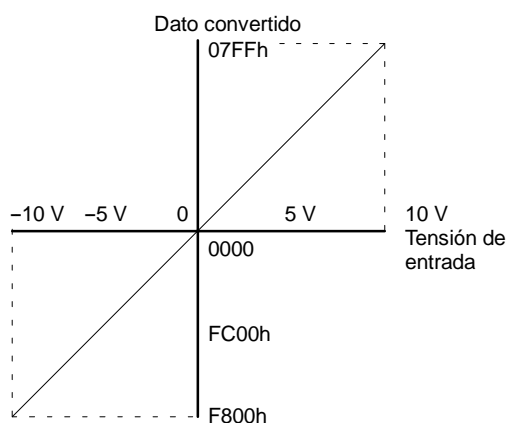 Dato convertido
07FFh
−10 V −5 V 0 5 V 10 V
Tensión de
entrada
0000
FC00h
F800h